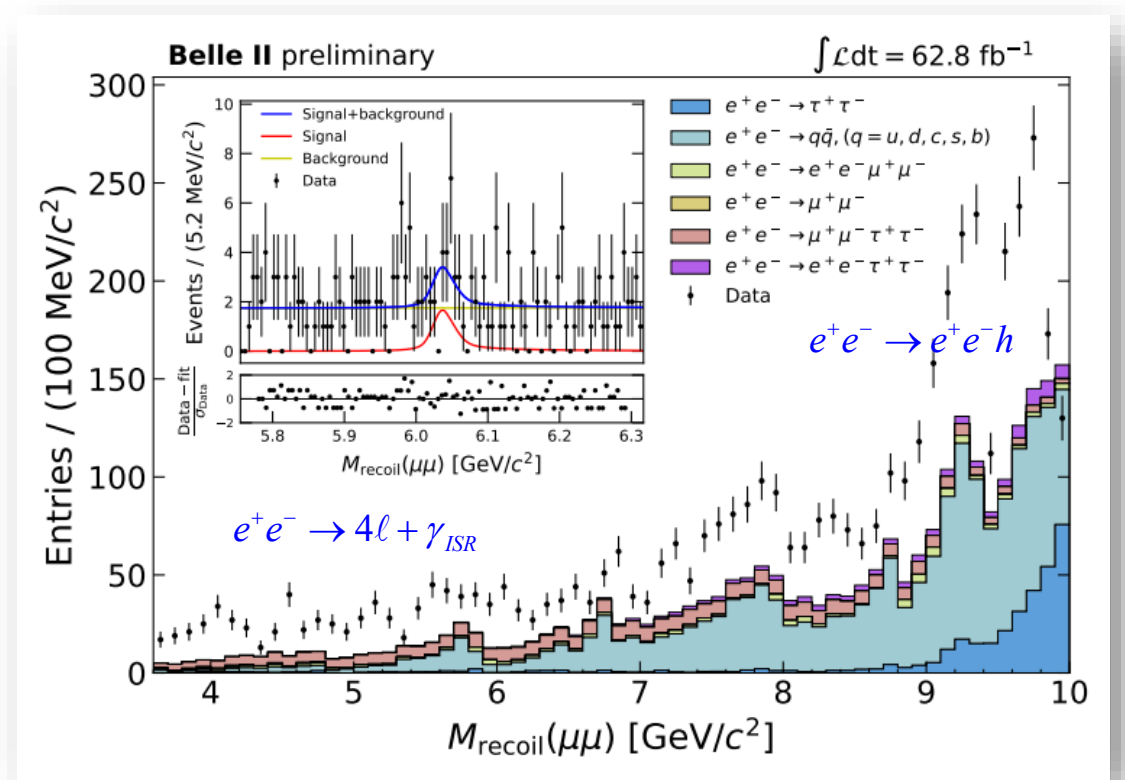 Belle II preliminary
∫ℒdt = 62.8 fb⁻¹
Entries / (100 MeV/c²)
300
250
200
150
100
50
0
4 5 6 7 8 9 10
M_recoil(μμ) [GeV/c²]
Events / (5.2 MeV/c²)
10
8
6
4
2
0
Signal+background
Signal
Background
Data
Data − fit
σ_Data
2
0
−2
5.8 5.9 6.0 6.1 6.2 6.3
M_recoil(μμ) [GeV/c²]
e⁺e⁻ → τ⁺τ⁻
e⁺e⁻ → qq̄, (q = u, d, c, s, b)
e⁺e⁻ → e⁺e⁻μ⁺μ⁻
e⁺e⁻ → μ⁺μ⁻
e⁺e⁻ → μ⁺μ⁻τ⁺τ⁻
e⁺e⁻ → e⁺e⁻τ⁺τ⁻
Data
e⁺e⁻ → e⁺e⁻h
e⁺e⁻ → 4ℓ + γ_ISR